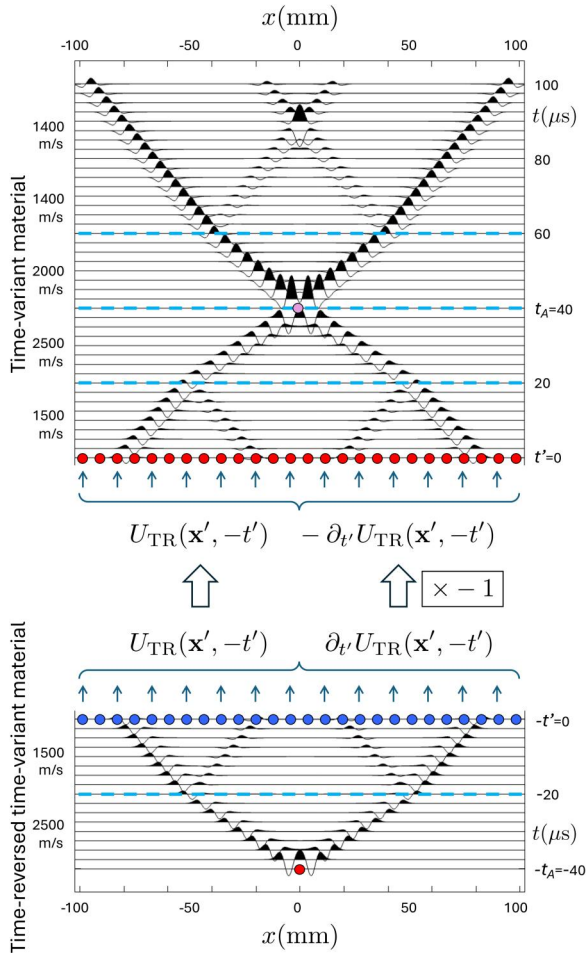 x(mm)
-100 -50 0 50 100
Time-variant material
100
1400
m/s
t(μs)
80
1400
m/s
60
2000
m/s
t_A=40
2500
m/s
20
1500
m/s
t'=0
U_TR(x′, −t′) − ∂_t′U_TR(x′, −t′)
× − 1
U_TR(x′, −t′) ∂_t′U_TR(x′, −t′)
Time-reversed time-variant material
-t'=0
1500
m/s
-20
2500
m/s
t(μs)
-t_A=-40
-100 -50 0 50 100
x(mm)